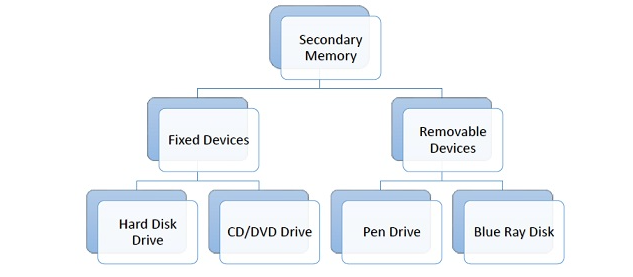 Secondary
Memory
Fixed Devices
Removable
Devices
Hard Disk
Drive
CD/DVD Drive
Pen Drive
Blue Ray Disk